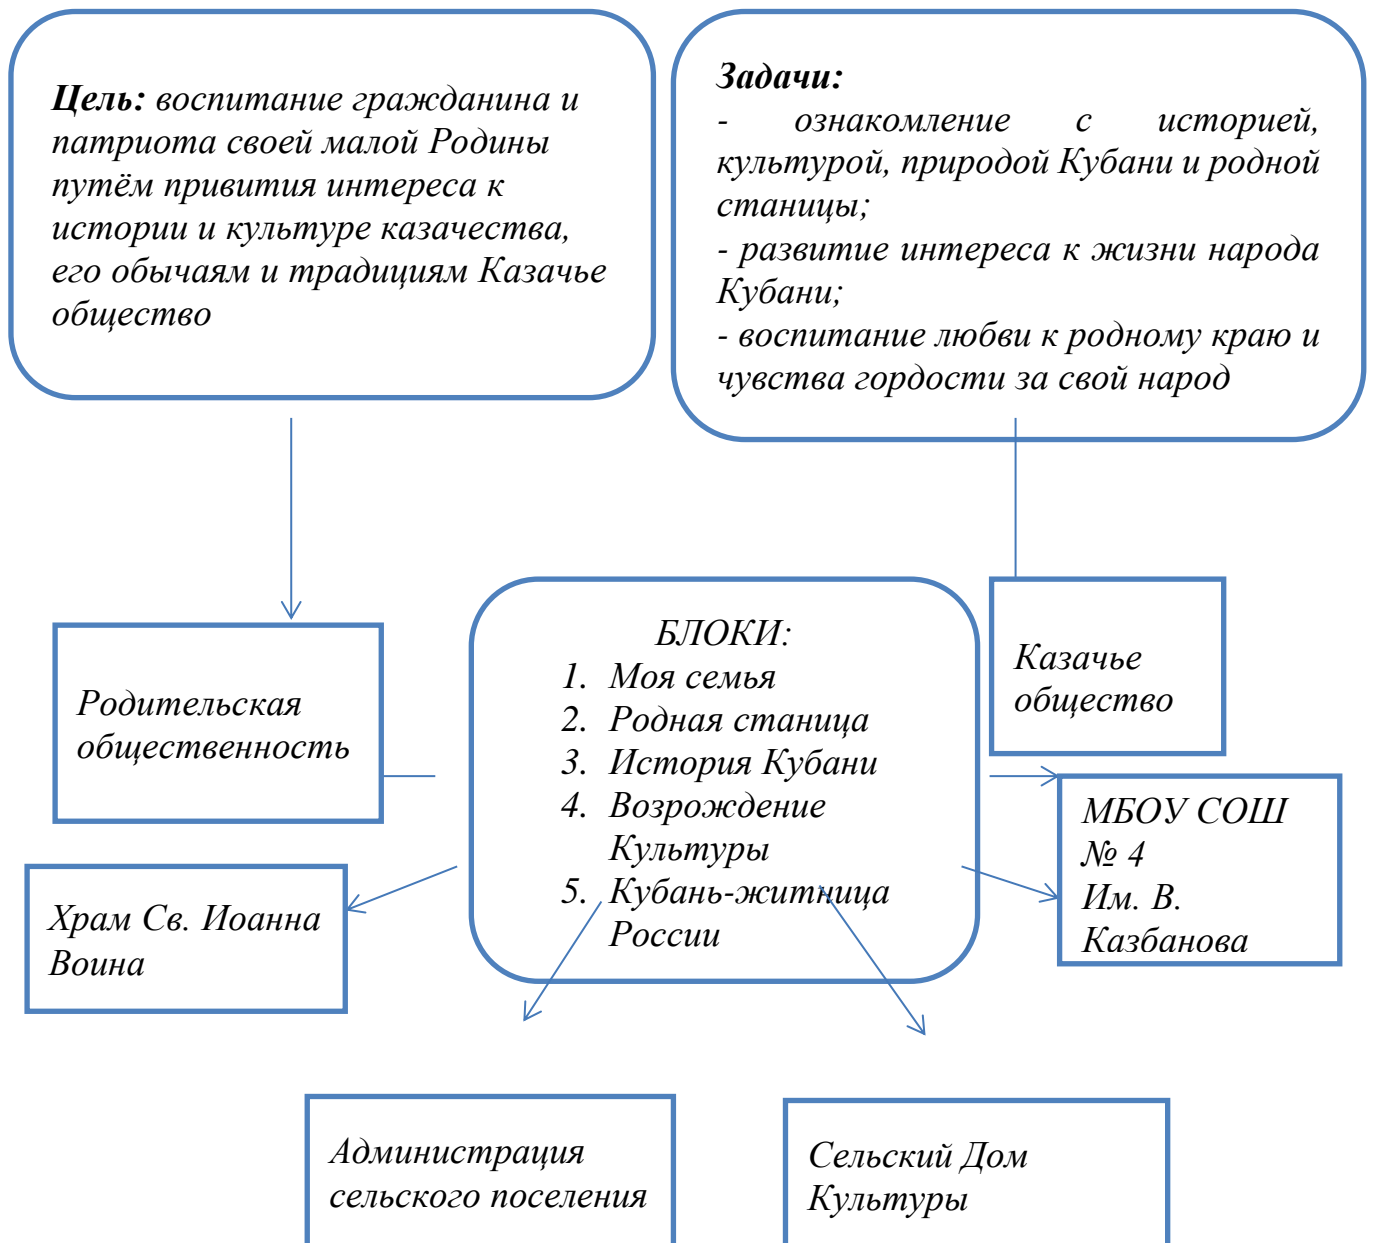 Цель: воспитание гражданина и
патриота своей малой Родины
путём привития интереса к
истории и культуре казачества,
его обычаям и традициям Казачье
общество
Задачи:
- ознакомление с историей,
культурой, природой Кубани и родной
станицы;
- развитие интереса к жизни народа
Кубани;
- воспитание любви к родному краю и
чувства гордости за свой народ
Родительская
общественность
БЛОКИ:
1. Моя семья
2. Родная станица
3. История Кубани
4. Возрождение
Культуры
5. Кубань-житница
России
Казачье
общество
МБОУ СОШ
№ 4
Им. В.
Казбанова
Храм Св. Иоанна
Воина
Администрация
сельского поселения
Сельский Дом
Культуры